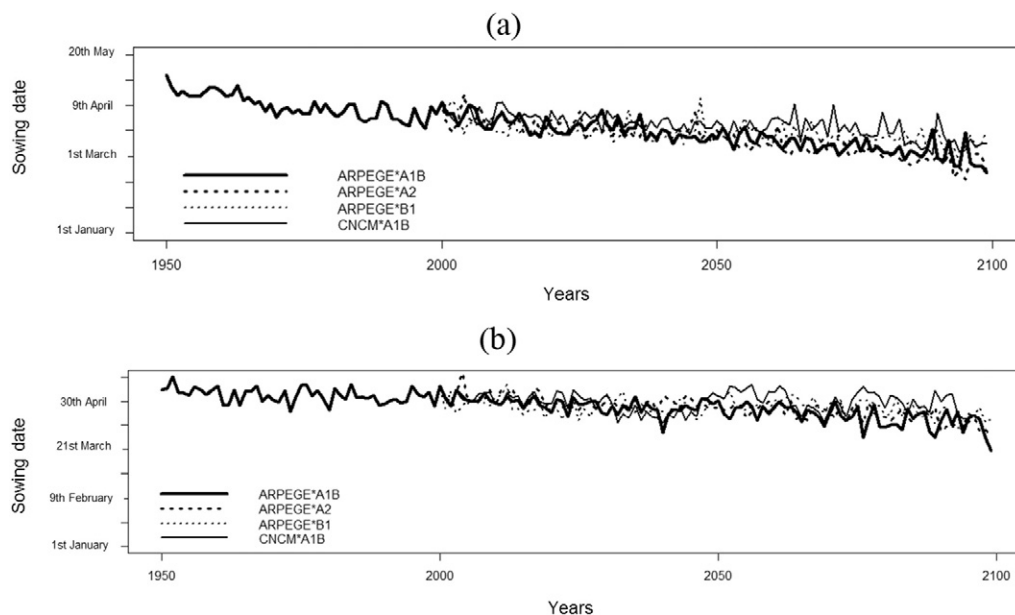 (a)
Sowing date
20th May
9th April
1st March
1st January
ARPEGE*A1B
ARPEGE*A2
ARPEGE*B1
CNCM*A1B
1950
2000
2050
2100
Years
(b)
Sowing date
30th April
21st March
9th February
1st January
ARPEGE*A1B
ARPEGE*A2
ARPEGE*B1
CNCM*A1B
1950
2000
2050
2100
Years